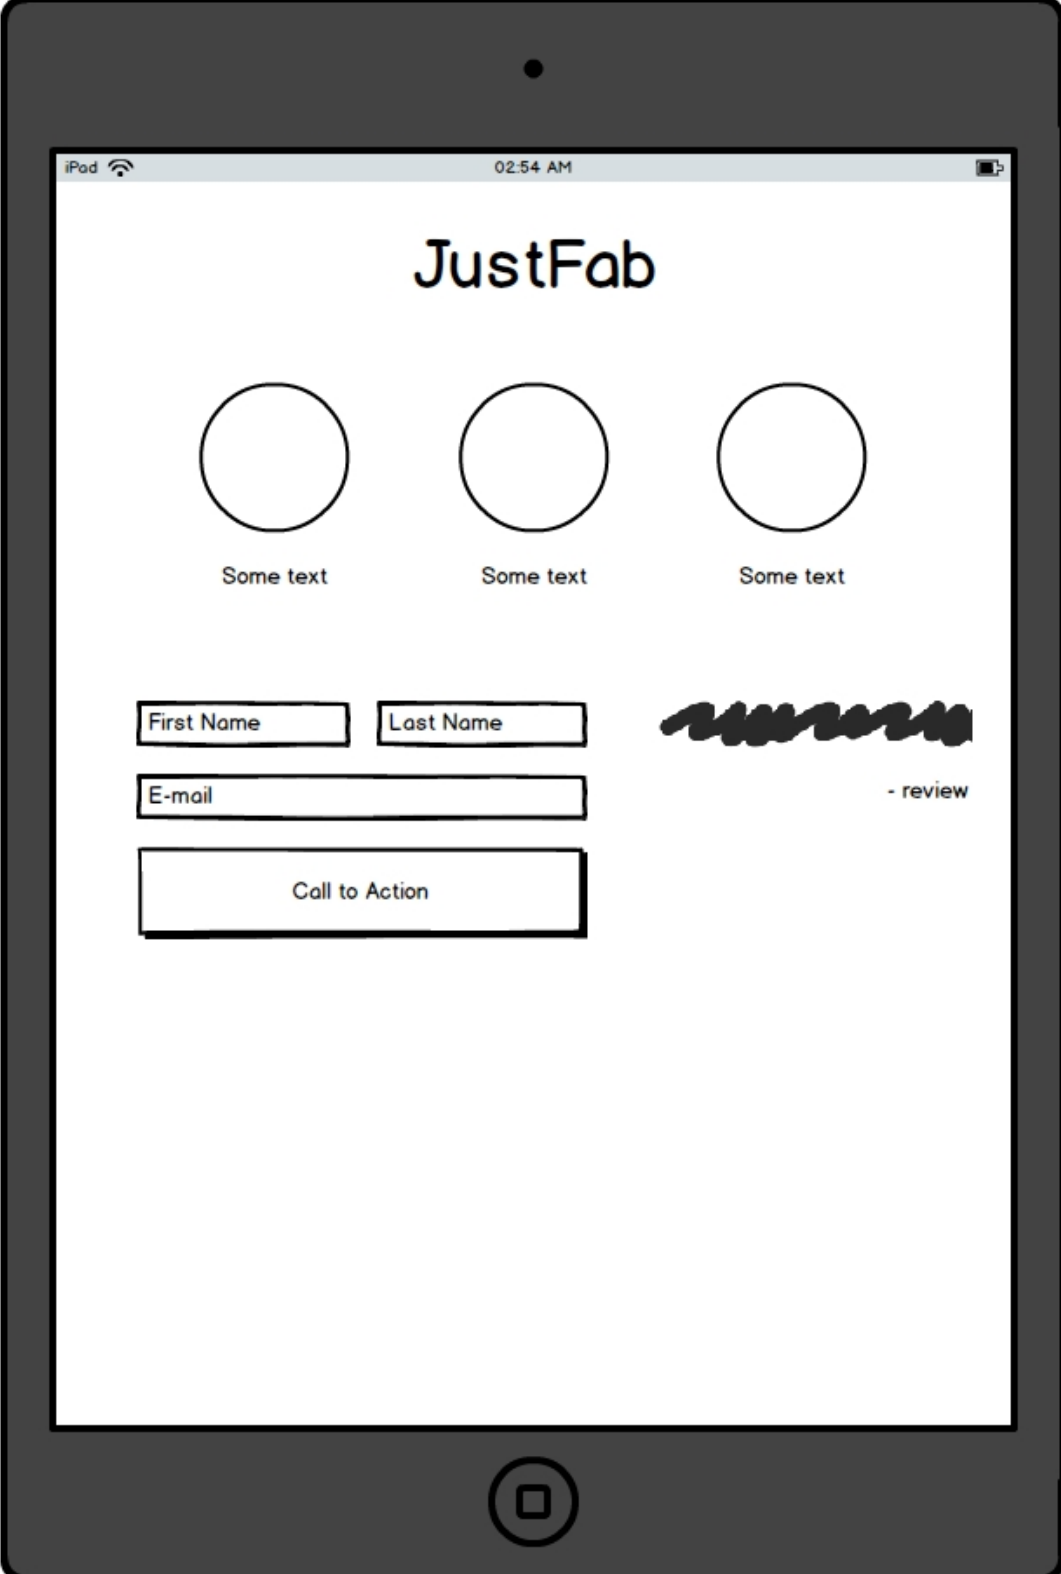 iPad 02:54 AM
JustFab
Some text Some text Some text
First Name Last Name
E-mail
- review
Call to Action